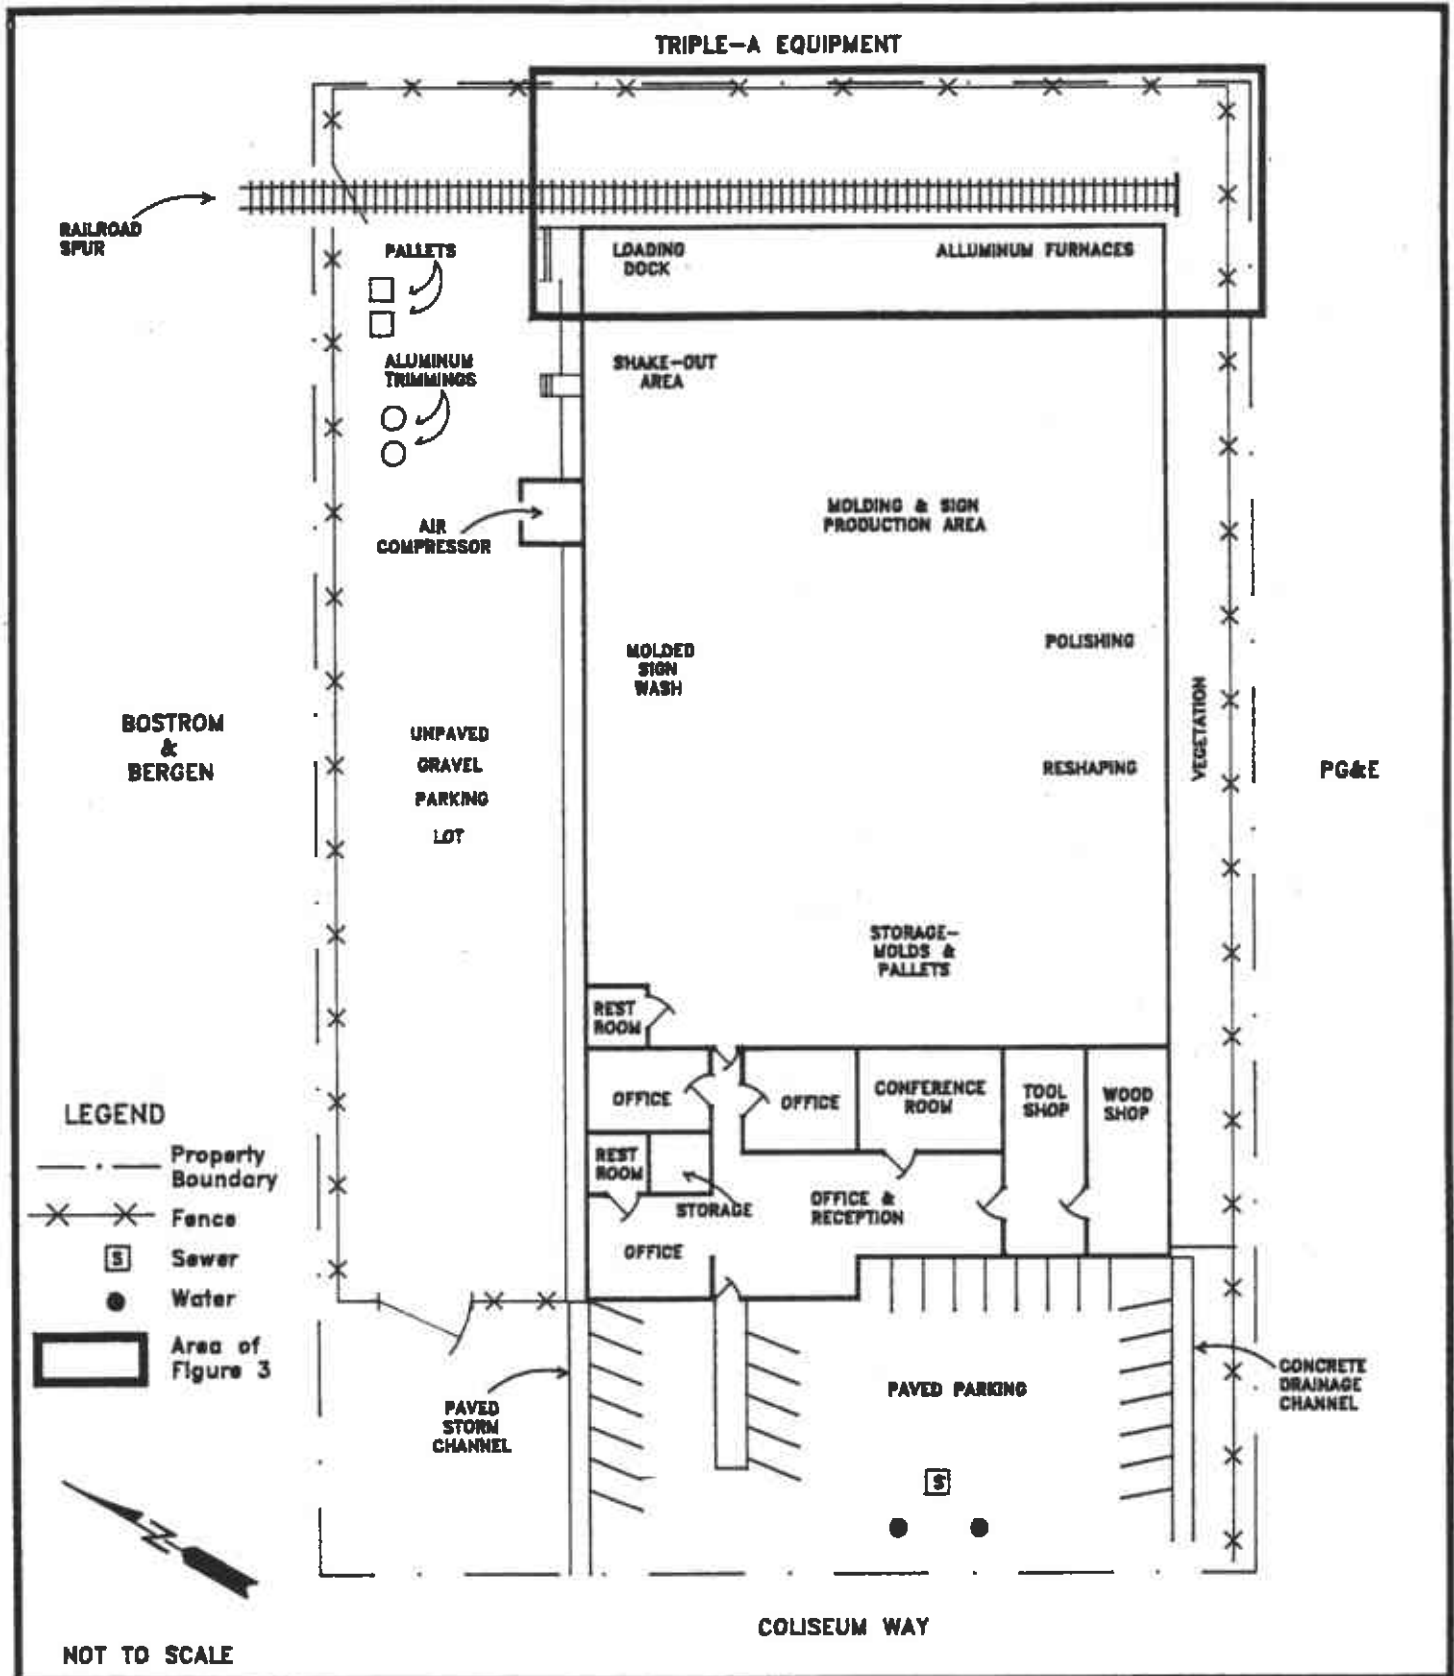 TRIPLE-A EQUIPMENT
RAILROAD
SPUR
PALLETS
LOADING
DOCK
ALLUMINUM FURNACES
ALUMINUM
TRIMMINGS
SHAKE-OUT
AREA
AIR
COMPRESSOR
MOLDING & SIGN
PRODUCTION AREA
MOLDED
SIGN
WASH
POLISHING
BOSTROM
&
BERGEN
UNPAVED
GRAVEL
PARKING
LOT
RESHAPING
VEGETATION
PG&E
STORAGE-
MOLDS &
PALLETS
REST
ROOM
OFFICE
OFFICE
CONFERENCE
ROOM
TOOL
SHOP
WOOD
SHOP
REST
ROOM
STORAGE
OFFICE &
RECEPTION
OFFICE
LEGEND
Property
Boundary
Fence
S
Sewer
Water
Area of
Figure 3
PAVED
STORM
CHANNEL
PAVED PARKING
CONCRETE
DRAINAGE
CHANNEL
S
Z
COLISEUM WAY
NOT TO SCALE